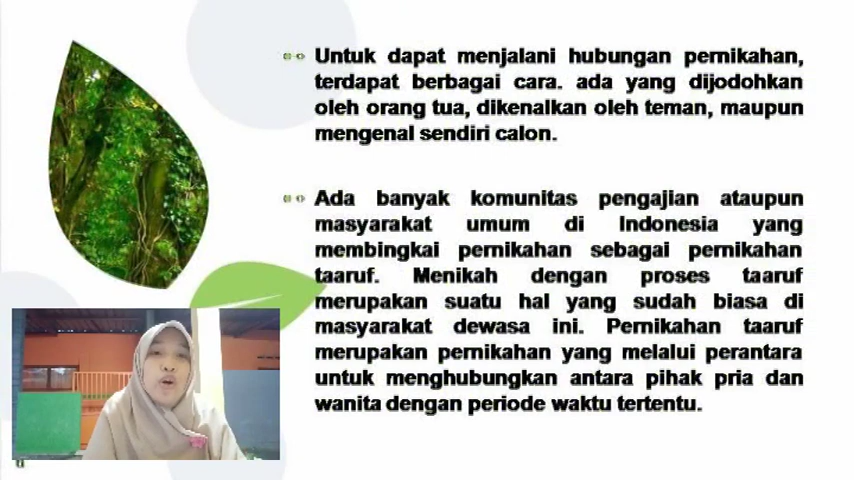 Untuk dapat menjalani hubungan pernikahan,
terdapat berbagai cara. ada yang dijodohkan
oleh orang tua, dikenalkan oleh teman, maupun
mengenal sendiri calon.
Ada banyak komunitas pengajian ataupun
masyarakat umum di Indonesia yang
membingkai pernikahan sebagai pernikahan
taaruf. Menikah dengan proses taaruf
merupakan suatu hal yang sudah biasa di
masyarakat dewasa ini. Pernikahan taaruf
merupakan pernikahan yang melalui perantara
untuk menghubungkan antara pihak pria dan
wanita dengan periode waktu tertentu.